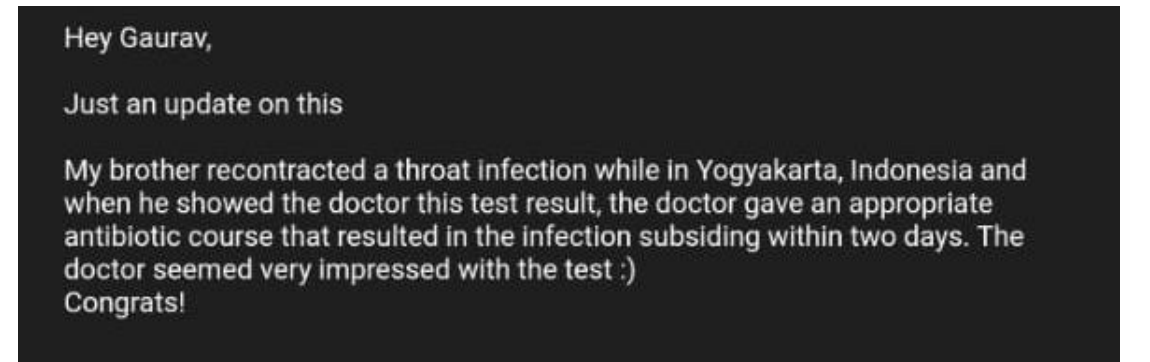 Hey Gaurav,
Just an update on this
My brother recontracted a throat infection while in Yogyakarta, Indonesia and
when he showed the doctor this test result, the doctor gave an appropriate
antibiotic course that resulted in the infection subsiding within two days. The
doctor seemed very impressed with the test :)
Congrats!